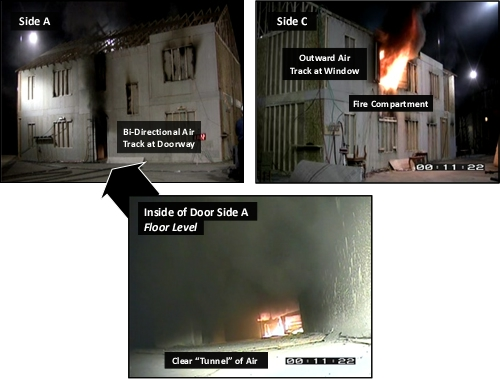 Side A
Bi-Directional Air
Track at Doorway
Side C
Outward Air
Track at Window
Fire Compartment
00:11:22
Inside of Door Side A
Floor Level
Clear “Tunnel” of Air
00:11:22